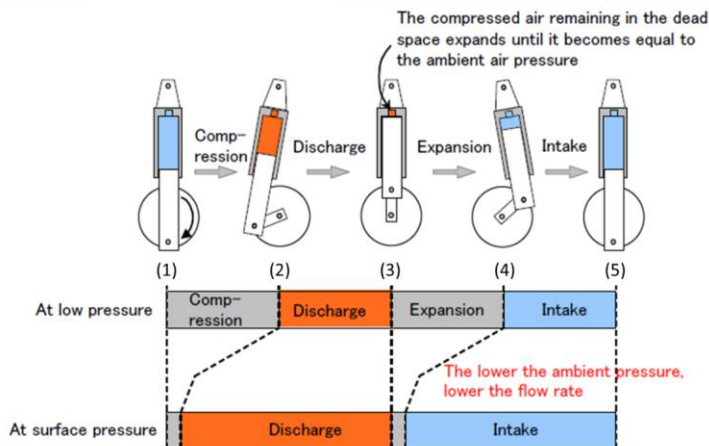 The compressed air remaining in the dead
space expands until it becomes equal to
the ambient air pressure
Comp-
ression
Discharge
Expansion
Intake
(1)
(2)
(3)
(4)
(5)
At low pressure
Comp-
ression
Discharge
Expansion
Intake
The lower the ambient pressure,
lower the flow rate
At surface pressure
Discharge
Intake